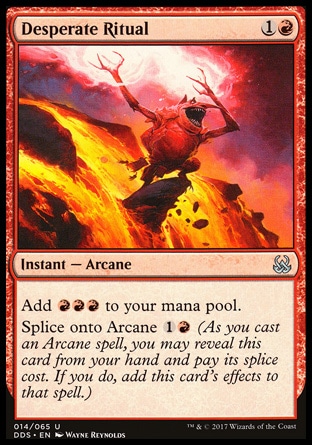 Desperate Ritual 1
Instant — Arcane
Add to your mana pool.
Splice onto Arcane 1 (As you cast
an Arcane spell, you may reveal this
card from your hand and pay its splice
cost. If you do, add this card's effects to
that spell.)
014/065 U
DDS • EN Wayne Reynolds
™ & © 2017 Wizards of the Coast